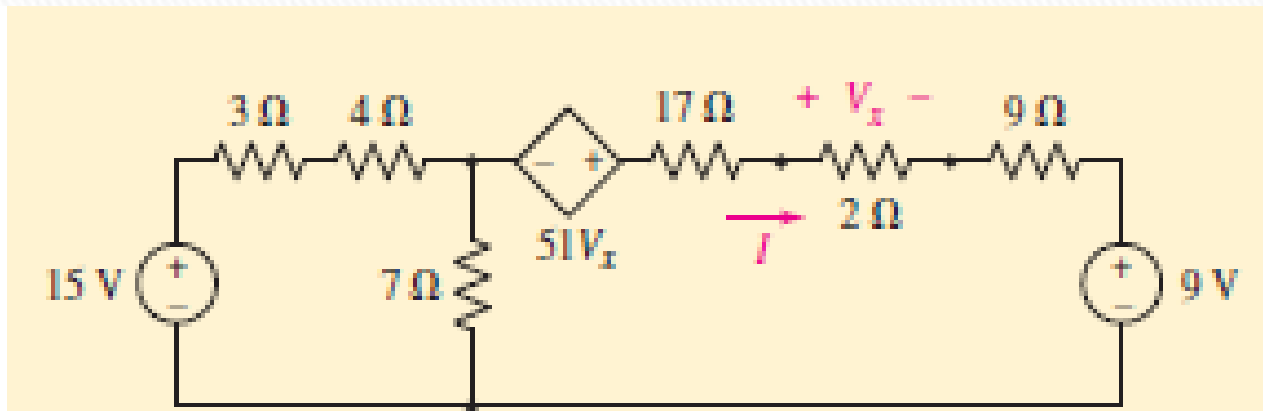 3 Ω 4 Ω 17 Ω + Vx − 9 Ω
− +
15 V + − 7 Ω 51Vx I 2 Ω + − 9 V